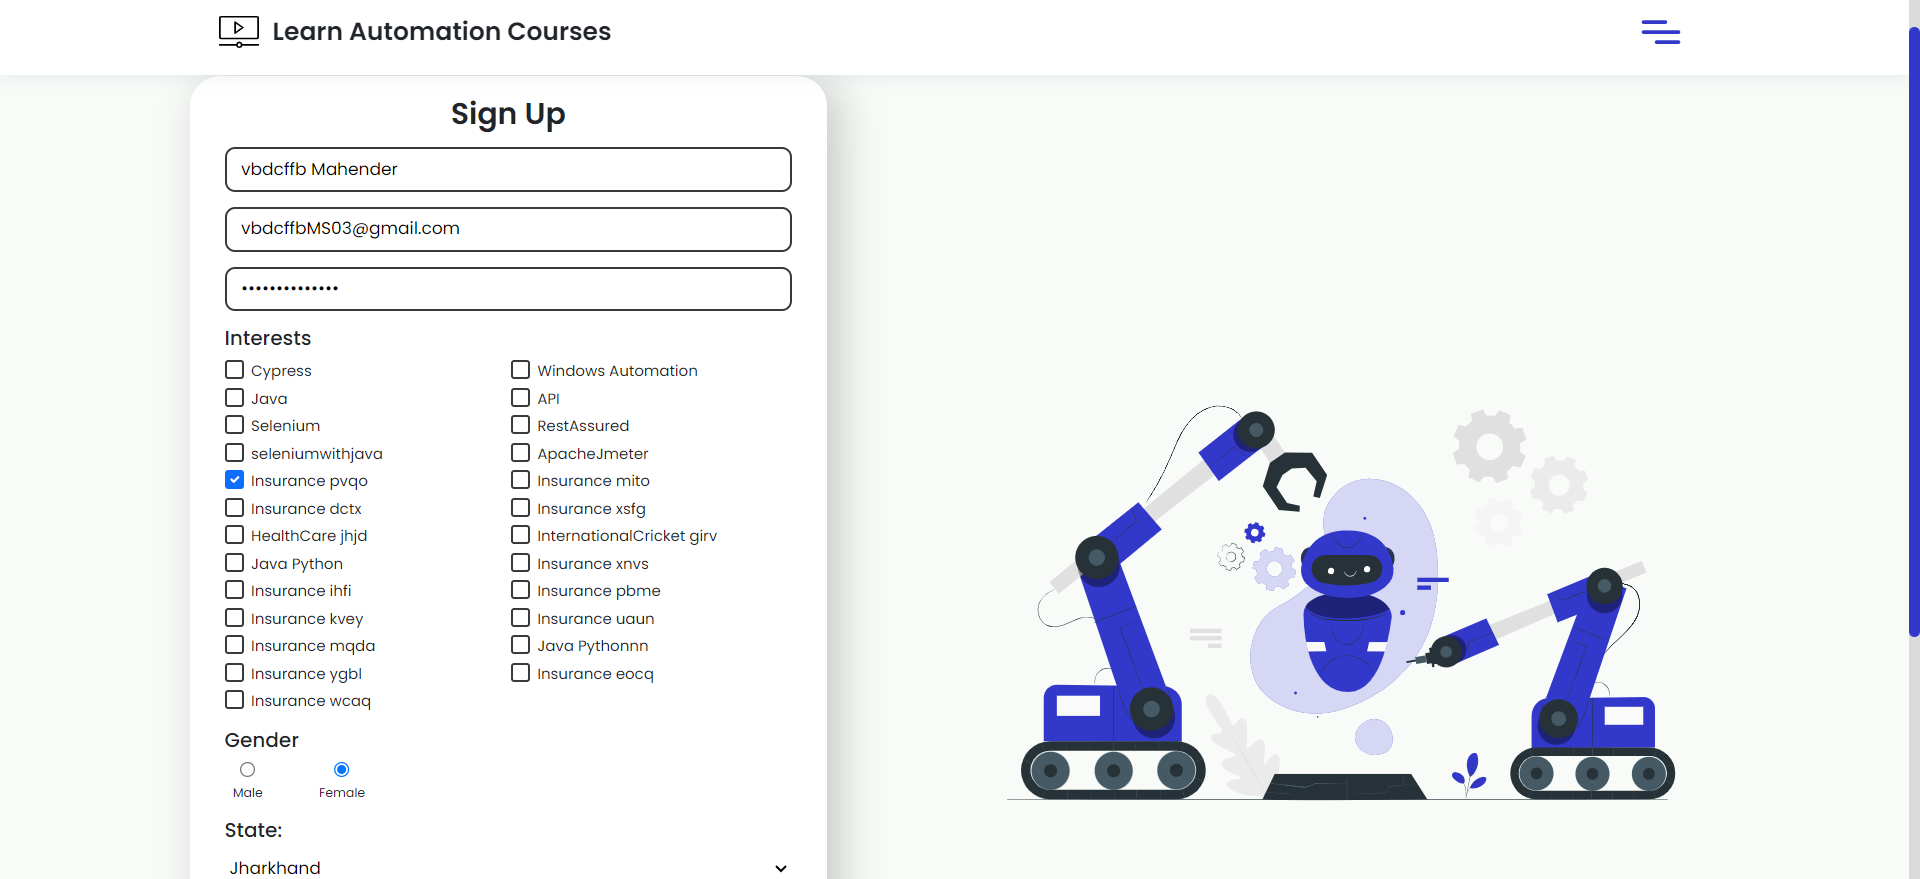 Learn Automation Courses
Sign Up
vbdcffb Mahender
vbdcffbMS03@gmail.com
••••••••••••••
Interests
Cypress
Windows Automation
Java
API
Selenium
RestAssured
seleniumwithjava
ApacheJmeter
Insurance pvqo
Insurance mito
Insurance dctx
Insurance xsfg
HealthCare jhjd
InternationalCricket girv
Java Python
Insurance xnvs
Insurance ihfi
Insurance pbme
Insurance kvey
Insurance uaun
Insurance mqda
Java Pythonnn
Insurance ygbl
Insurance eocq
Insurance wcaq
Gender
Male
Female
State:
Jharkhand